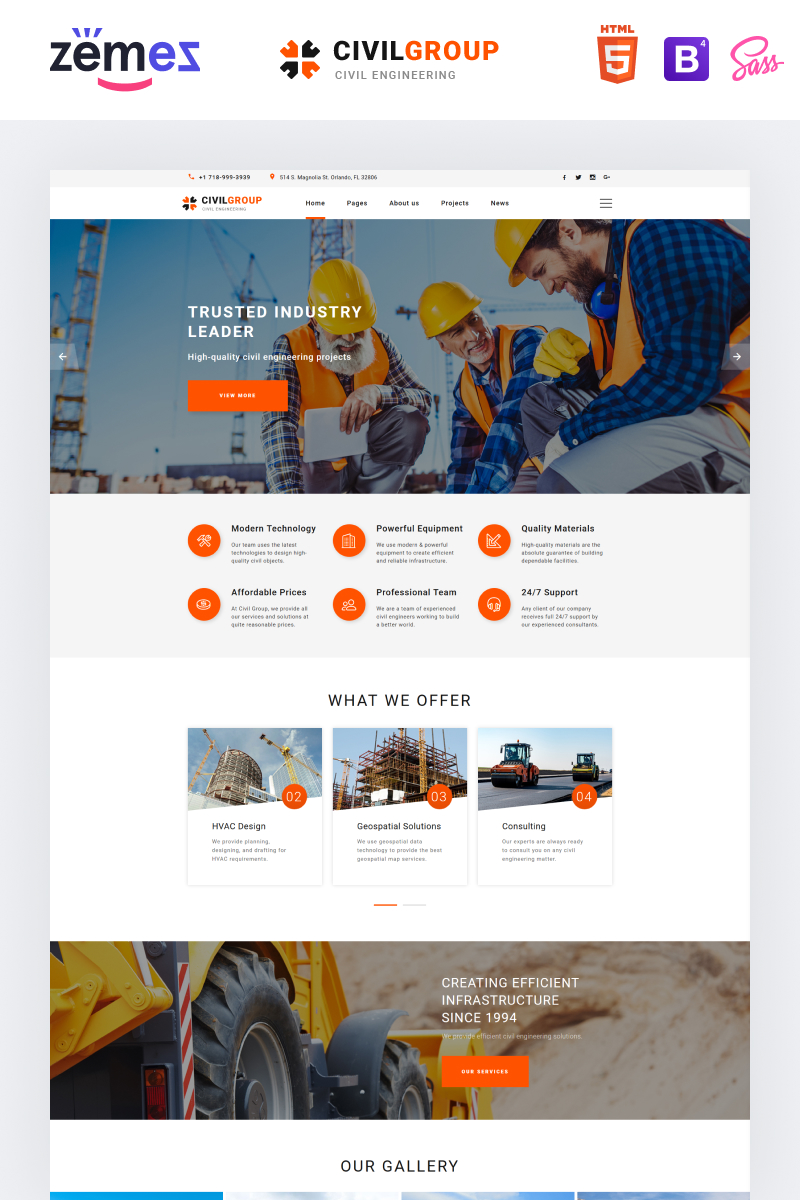 zemes
CIVILGROUP
CIVIL ENGINEERING
HTML
5
B
4
Sass
+1 718-999-3939
514 S. Magnolia St. Orlando, FL 32806
CIVILGROUP
CIVIL ENGINEERING
Home
Pages
About us
Projects
News
TRUSTED INDUSTRY
LEADER
High-quality civil engineering projects
VIEW MORE
Modern Technology
Our team uses the latest
technologies to design high-
quality civil objects.
Powerful Equipment
We use modern & powerful
equipment to create efficient
and reliable infrastructure.
Quality Materials
High-quality materials are the
absolute guarantee of building
dependable facilities.
Affordable Prices
At Civil Group, we provide all
our services and solutions at
quite reasonable prices.
Professional Team
We are a team of experienced
civil engineers working to build
a better world.
24/7 Support
Any client of our company
receives full 24/7 support by
our experienced consultants.
WHAT WE OFFER
02
HVAC Design
We provide planning,
designing, and drafting for
HVAC requirements.
03
Geospatial Solutions
We use geospatial data
technology to provide the best
geospatial map services.
04
Consulting
Our experts are always ready
to consult you on any civil
engineering matter.
CREATING EFFICIENT
INFRASTRUCTURE
SINCE 1994
We provide efficient civil engineering solutions.
OUR SERVICES
OUR GALLERY